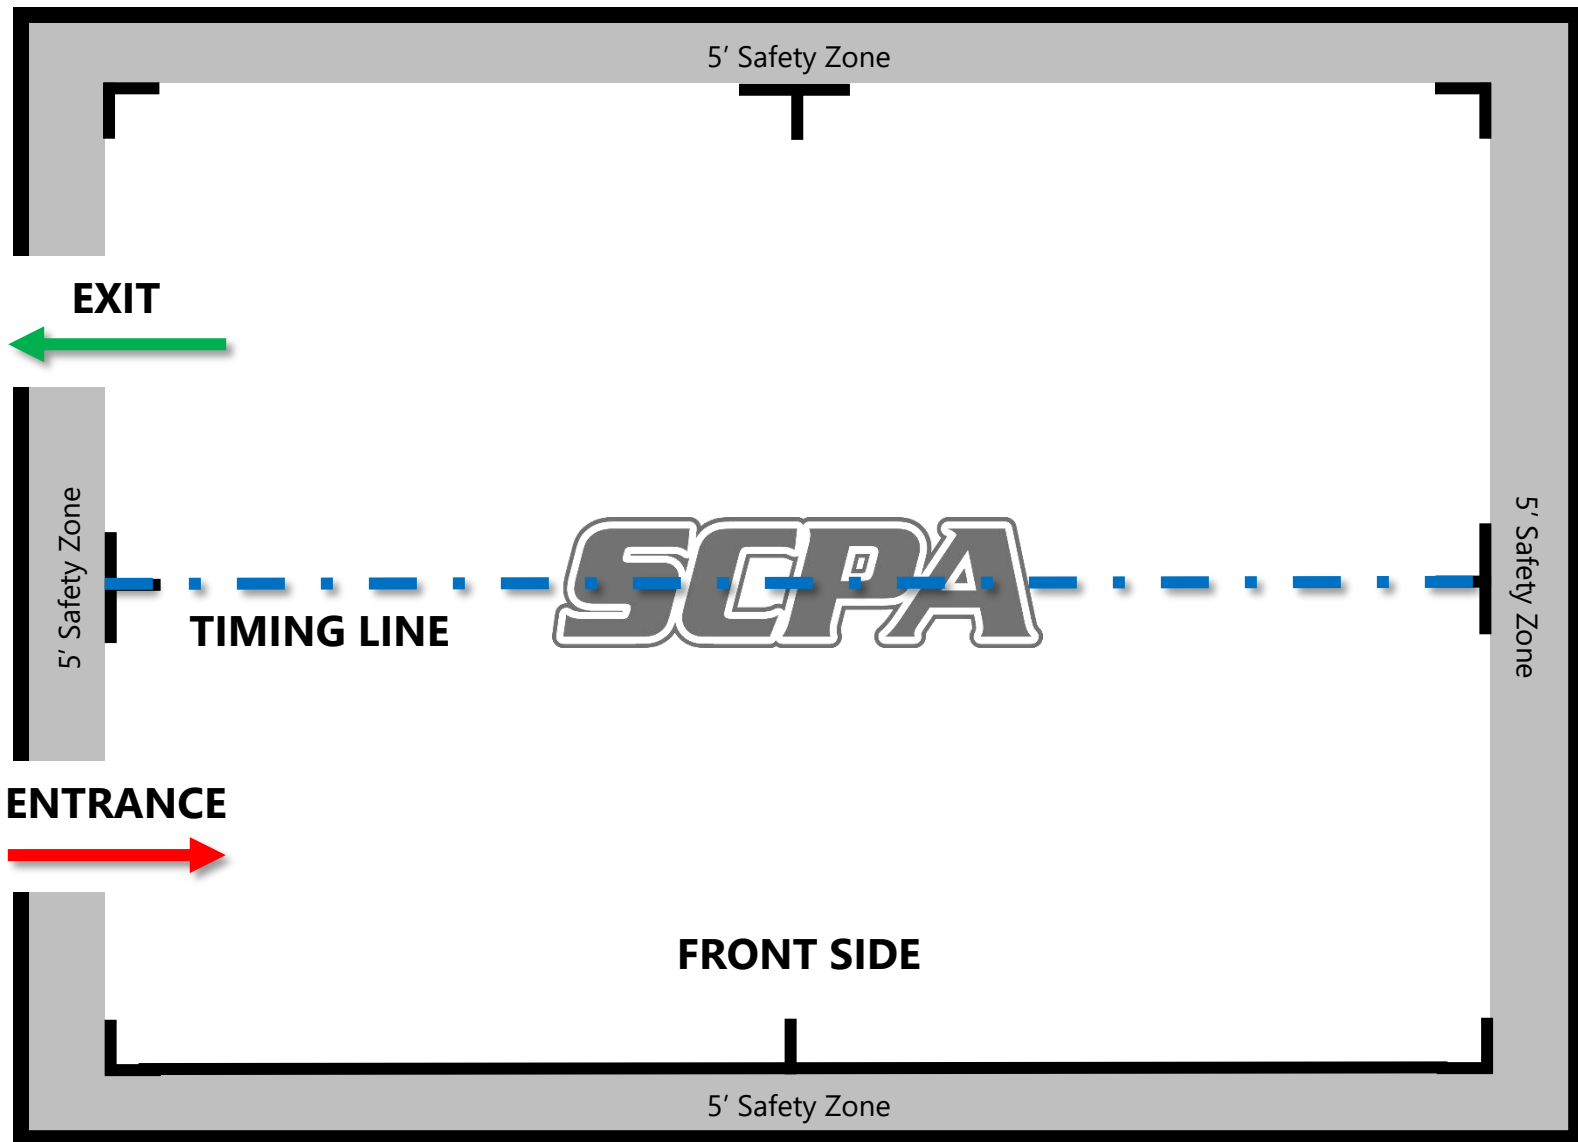 5’ Safety Zone
EXIT
5’ Safety Zone
SCPA
5’ Safety Zone
TIMING LINE
ENTRANCE
FRONT SIDE
5’ Safety Zone